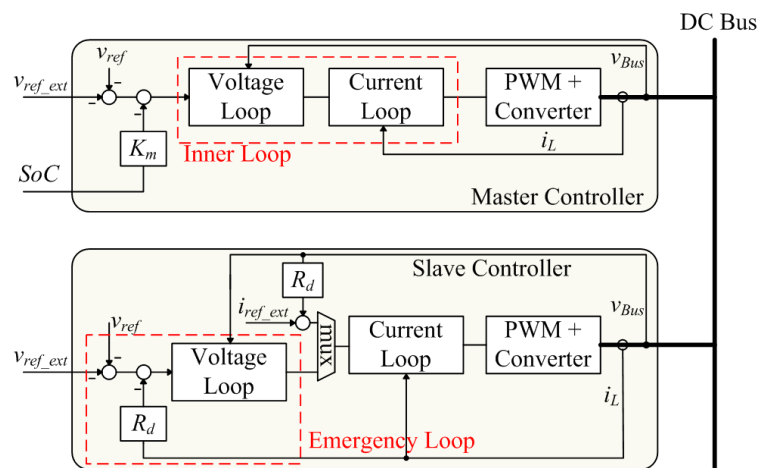 DC Bus
v_ref
v_ref_ext
Voltage
Loop
Current
Loop
PWM +
Converter
v_Bus
i_L
K_m
Inner Loop
SoC
Master Controller
Slave Controller
R_d
i_ref_ext
v_ref
v_ref_ext
Voltage
Loop
mux
Current
Loop
PWM +
Converter
v_Bus
i_L
R_d
Emergency Loop